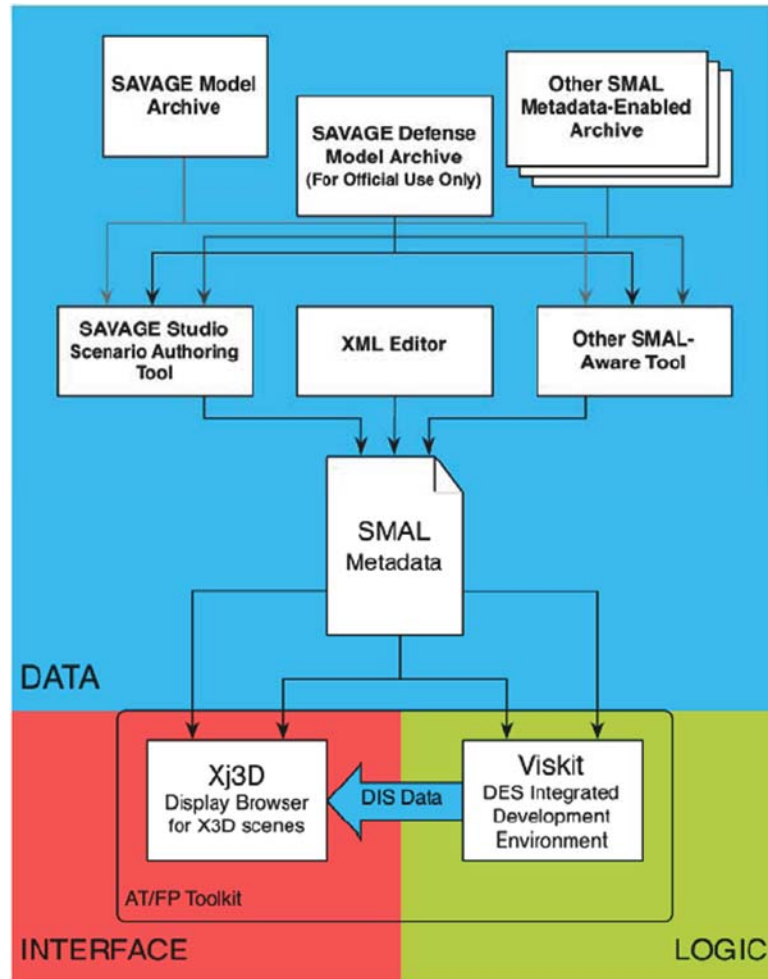 SAVAGE Model
Archive
SAVAGE Defense
Model Archive
(For Official Use Only)
Other SMAL
Metadata-Enabled
Archive
SAVAGE Studio
Scenario Authoring
Tool
XML Editor
Other SMAL-
Aware Tool
SMAL
Metadata
DATA
Xj3D
Display Browser
for X3D scenes
DIS Data
Viskit
DES Integrated
Development
Environment
AT/FP Toolkit
INTERFACE
LOGIC